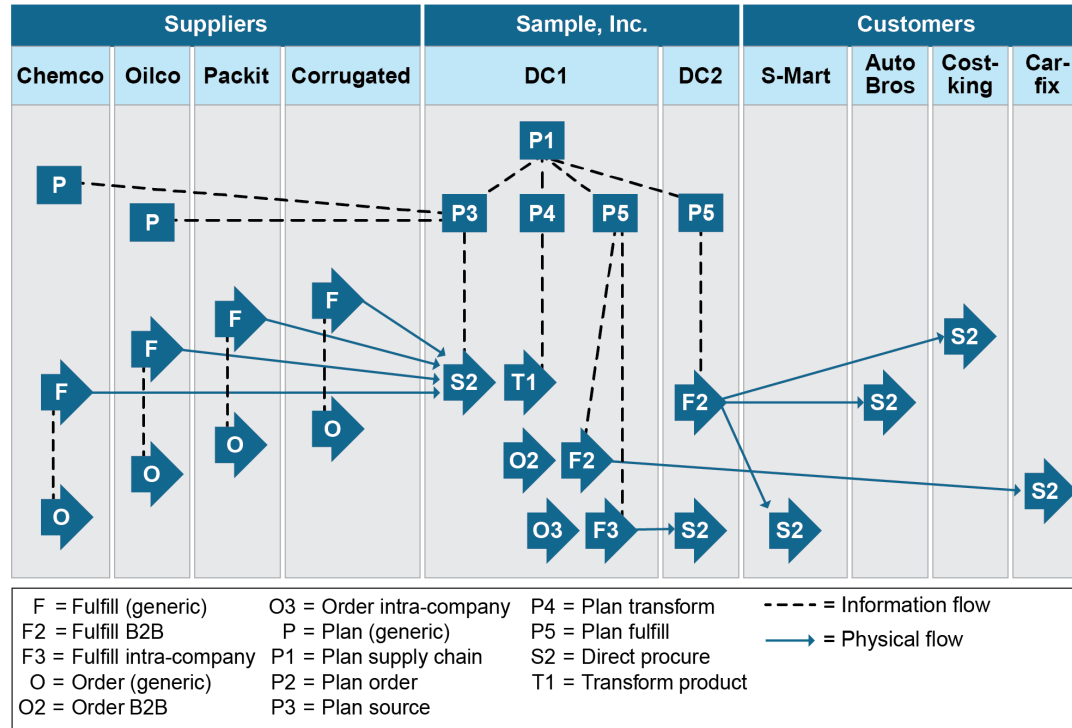 Suppliers
Sample, Inc.
Customers
Chemco
Oilco
Packit
Corrugated
DC1
DC2
S-Mart
Auto
Bros
Cost-
king
Car-
fix
P1
P
P
P3
P4
P5
P5
F
F
F
F
S2
T1
F2
S2
S2
O
O
O
O
O2
F2
S2
O3
F3
S2
S2
F = Fulfill (generic)
F2 = Fulfill B2B
F3 = Fulfill intra-company
O = Order (generic)
O2 = Order B2B
O3 = Order intra-company
P = Plan (generic)
P1 = Plan supply chain
P2 = Plan order
P3 = Plan source
P4 = Plan transform
P5 = Plan fulfill
S2 = Direct procure
T1 = Transform product
= Information flow
= Physical flow